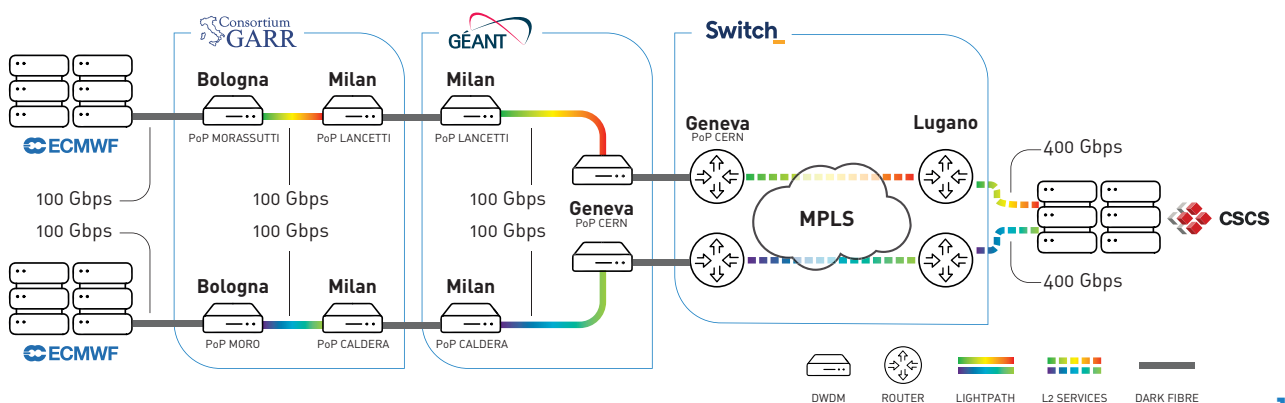 Consortium
GARR
GÉANT
Switch_
Bologna
Milan
Milan
PoP MORASSUTTI
PoP LANCETTI
PoP LANCETTI
ECMWF
Geneva
PoP CERN
Lugano
400 Gbps
100 Gbps
100 Gbps
100 Gbps
Geneva
PoP CERN
MPLS
CSCS
100 Gbps
100 Gbps
100 Gbps
400 Gbps
Bologna
Milan
Milan
PoP MORO
PoP CALDERA
PoP CALDERA
ECMWF
DWDM
ROUTER
LIGHTPATH
L2 SERVICES
DARK FIBRE